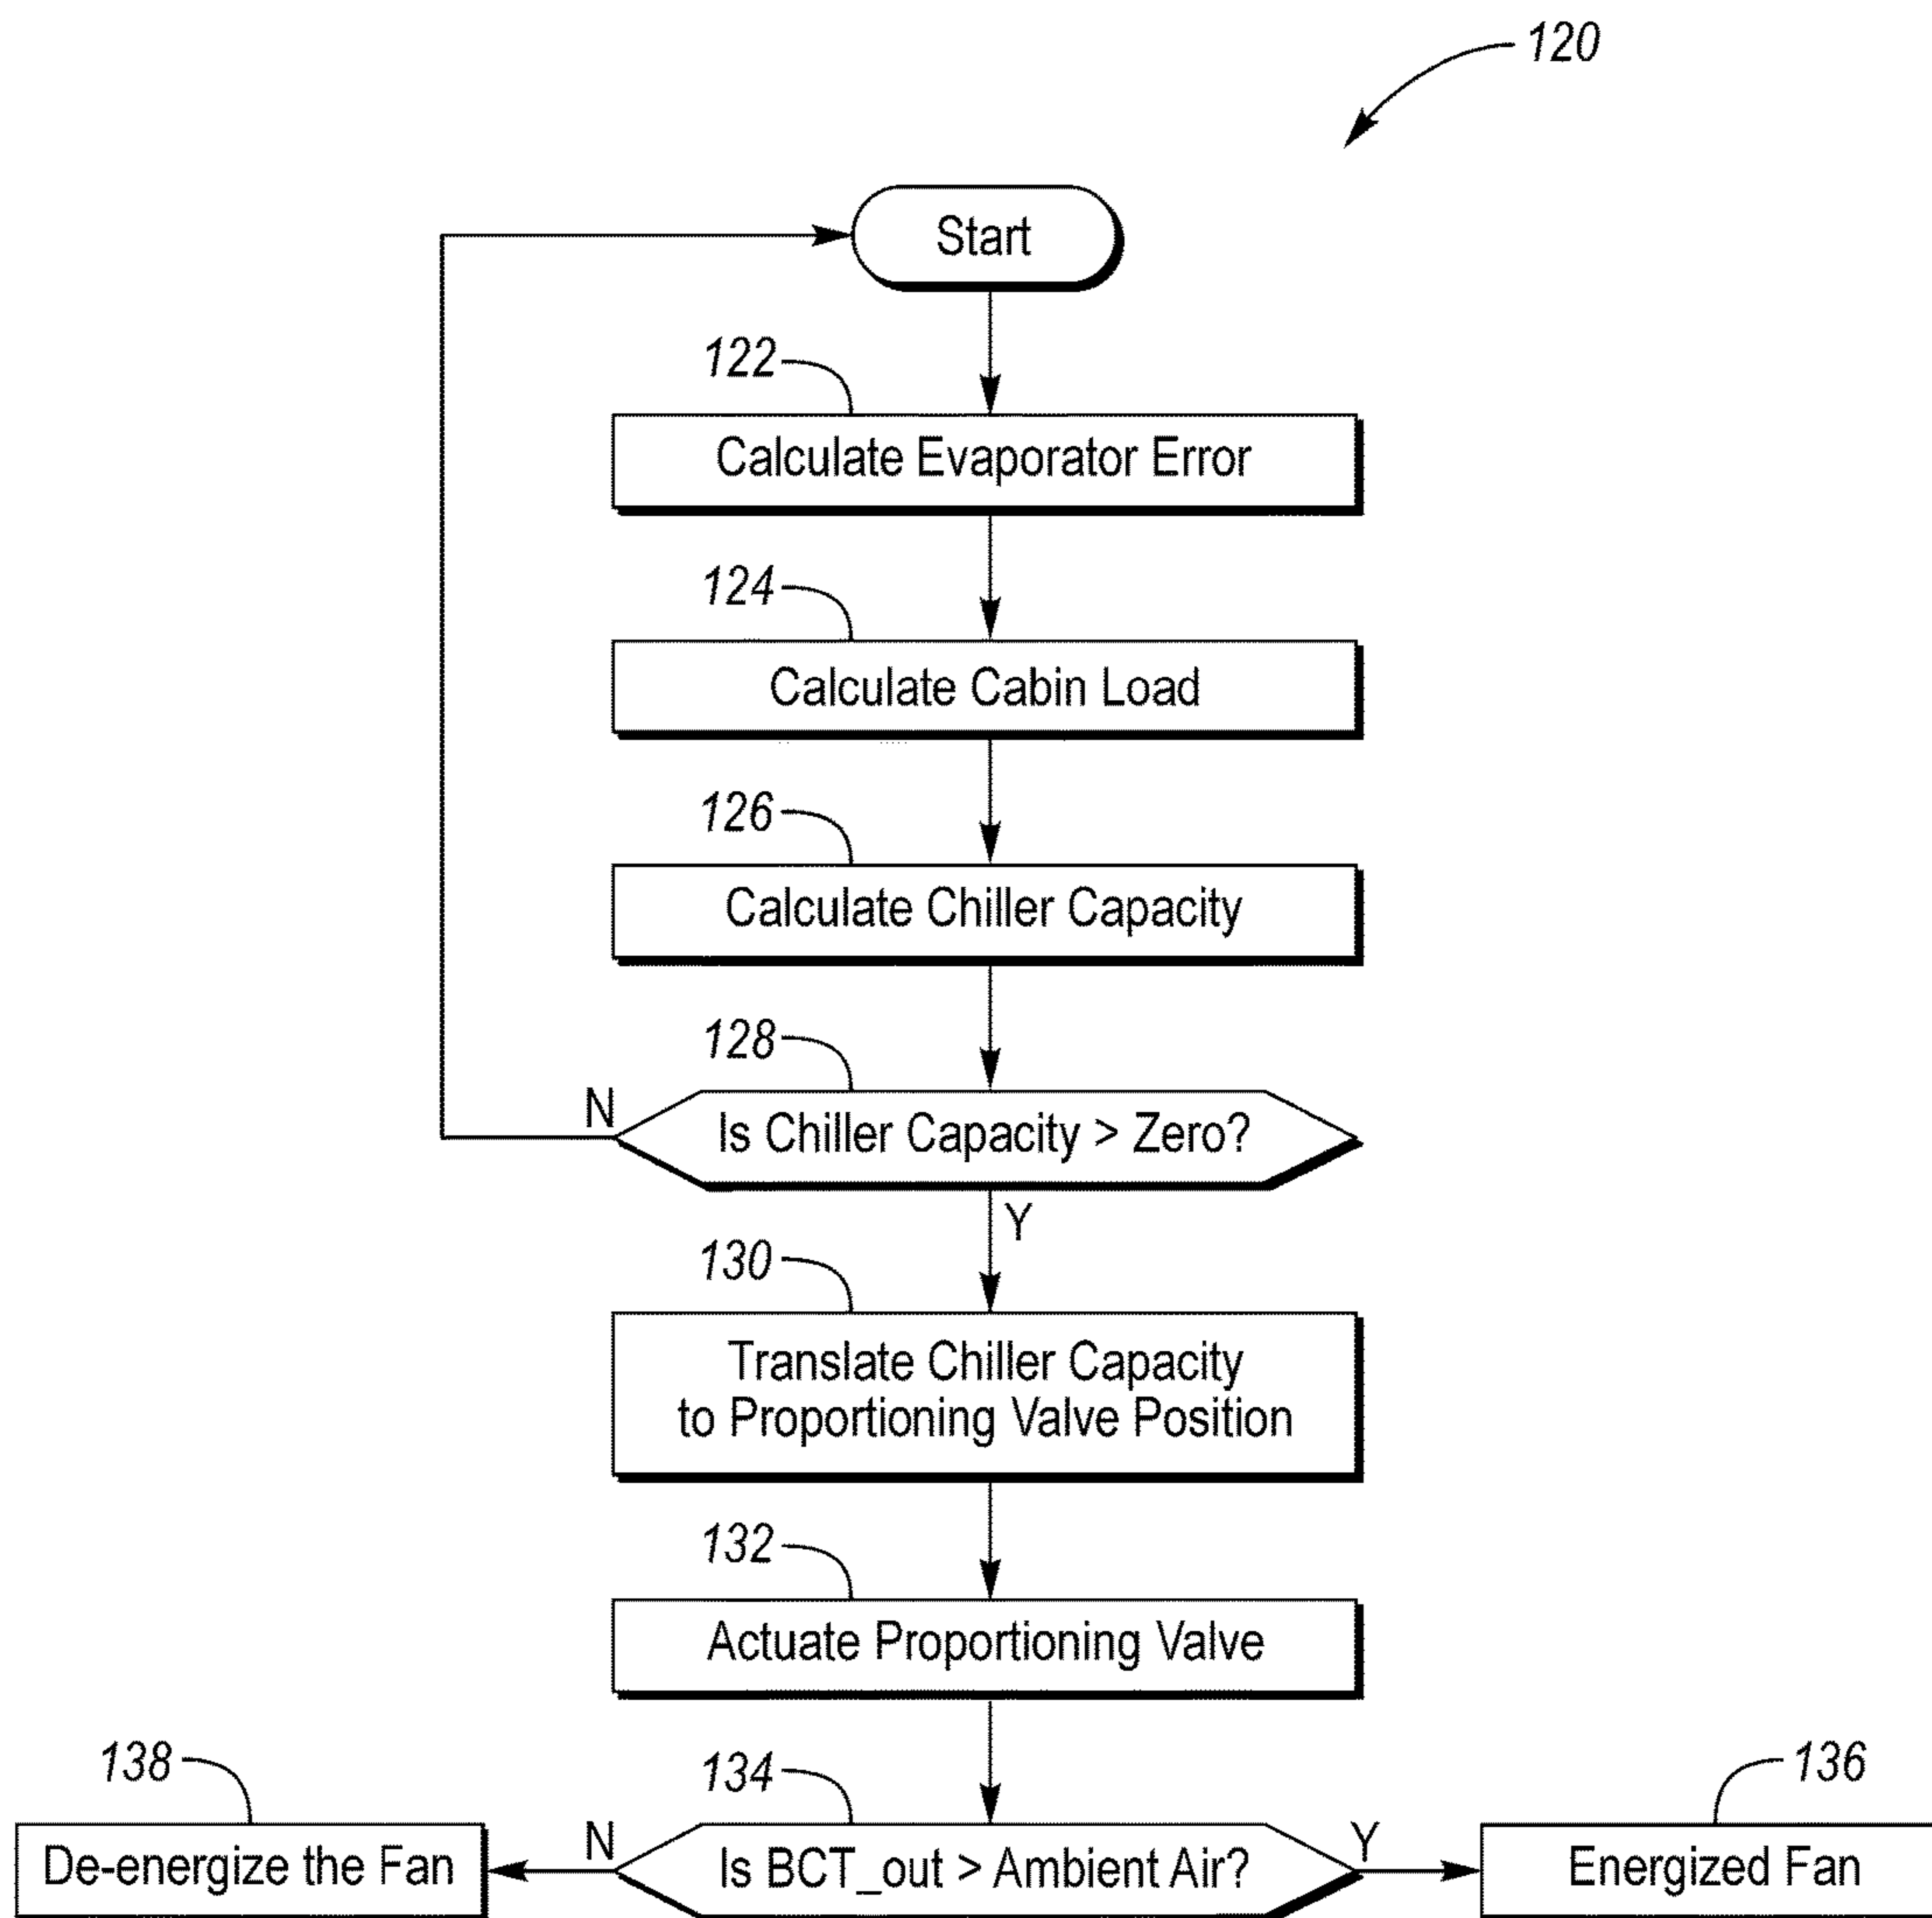 120
Start
122
Calculate Evaporator Error
124
Calculate Cabin Load
126
Calculate Chiller Capacity
128
N
Is Chiller Capacity > Zero?
Y
130
Translate Chiller Capacity
to Proportioning Valve Position
132
Actuate Proportioning Valve
138
134
136
De-energize the Fan
N
Is BCT_out > Ambient Air?
Y
Energized Fan